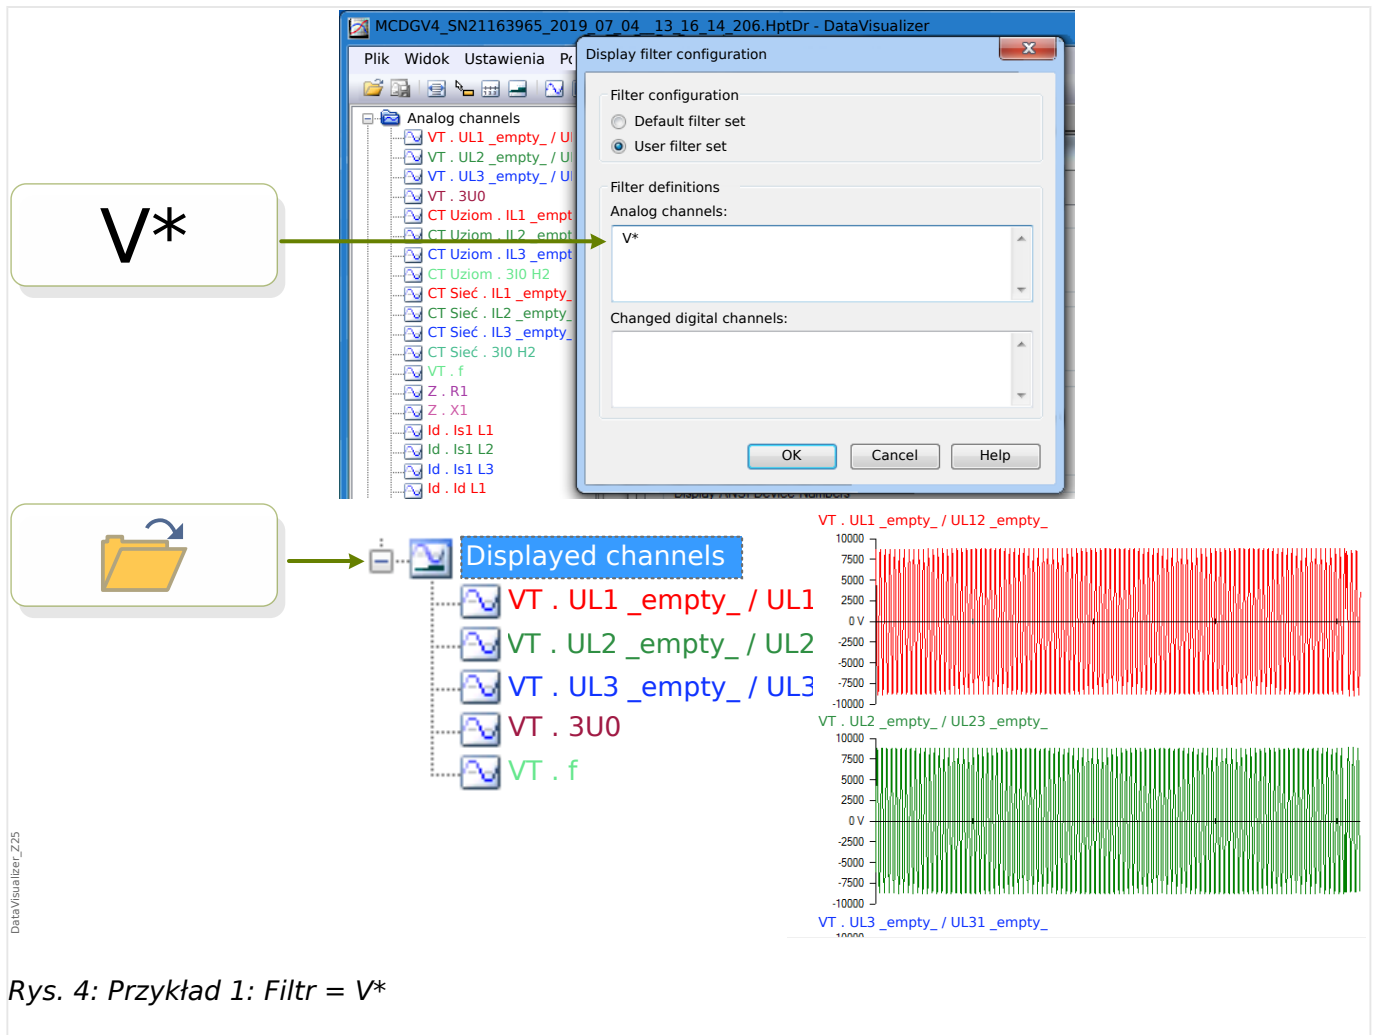 MCDGV4_SN21163965_2019_07_04__13_16_14_206.HptDr - DataVisualizer
Plik Widok Ustawienia
Display filter configuration
Filter configuration
Default filter set
User filter set
Filter definitions
Analog channels:
V*
Changed digital channels:
OK Cancel Help
Analog channels
VT . UL1 _empty_ / U
VT . UL2 _empty_ / U
VT . UL3 _empty_ / U
VT . 3U0
CT Uziom . IL1 _empt
CT Uziom . IL2 _empt
CT Uziom . IL3 _empt
CT Uziom . 3I0 H2
CT Sieć . IL1 _empty_
CT Sieć . IL2 _empty_
CT Sieć . IL3 _empty_
CT Sieć . 3I0 H2
VT . f
Z . R1
Z . X1
Id . Is1 L1
Id . Is1 L2
Id . Is1 L3
Id . Id L1
Display ANSI Device Numbers
V*
Displayed channels
VT . UL1 _empty_ / UL1
VT . UL2 _empty_ / UL2
VT . UL3 _empty_ / UL3
VT . 3U0
VT . f
VT . UL1 _empty_ / UL12 _empty_
10000
7500
5000
2500
0 V
-2500
-5000
-7500
-10000
VT . UL2 _empty_ / UL23 _empty_
10000
7500
5000
2500
0 V
-2500
-5000
-7500
-10000
VT . UL3 _empty_ / UL31 _empty_
10000
DataVisualizer_Z25
Rys. 4: Przykład 1: Filtr = V*